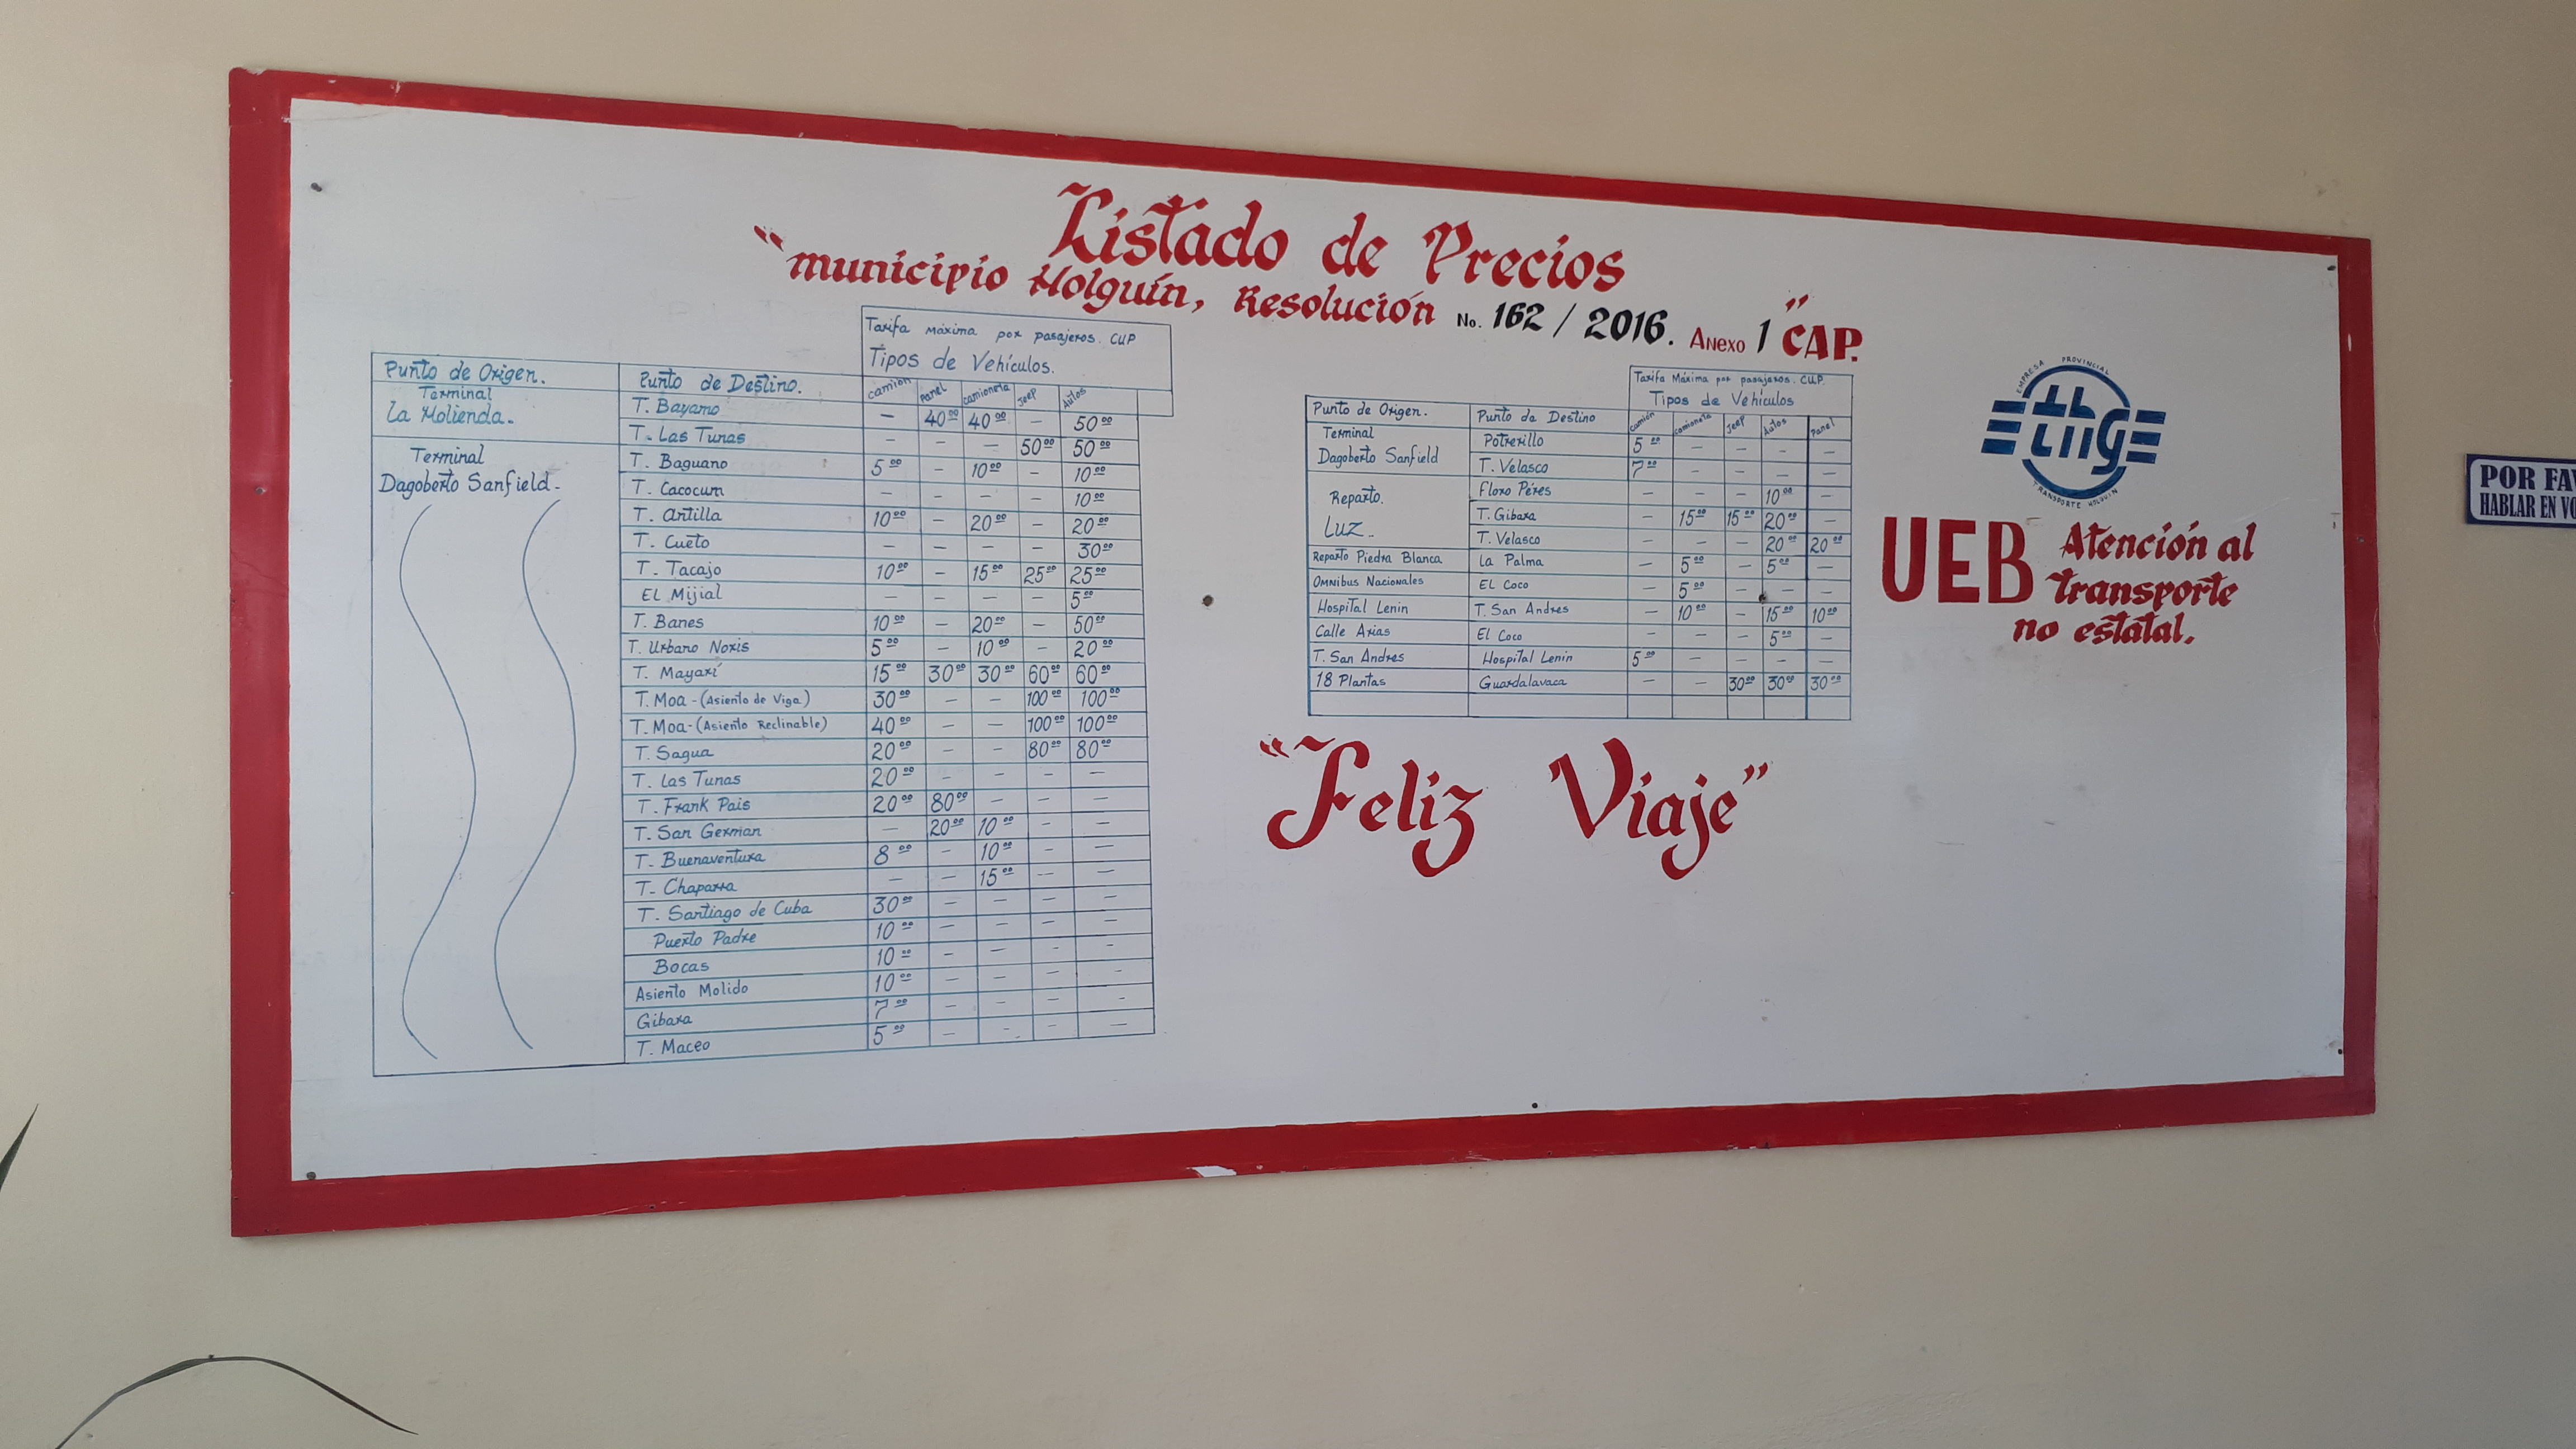 Listado de Precios
"municipio Holguín, Resolución No. 162 / 2016. Anexo 1" CAP.
Tarifa Máxima por pasajeros. CUP
Tipos de Vehículos.
Punto de Origen. Punto de Destino. camión Panel camioneta Jeep Autos
Terminal
La Molienda.
T. Bayamo — 40 00 40 00 — 50 00
T. Las Tunas — — — 50 00 50 00
Terminal
Dagoberto Sanfield.
T. Baguano 5 00 — 10 00 — 10 00
T. Cacocum — — — — 10 00
T. Antilla 10 00 — 20 00 — 20 00
T. Cueto — — — — 30 00
T. Tacajo 10 00 — 15 00 25 00 25 00
EL Mijial — — — — 5 00
T. Banes 10 00 — 20 00 — 50 00
T. Urbano Noris 5 00 — 10 00 — 20 00
T. Mayarí 15 00 30 00 30 00 60 00 60 00
T. Moa - (Asiento de Viga) 30 00 — — 100 00 100 00
T. Moa - (Asiento Reclinable) 40 00 — — 100 00 100 00
T. Sagua 20 00 — — 80 00 80 00
T. Las Tunas 20 00 — — — —
T. Frank Pais 20 00 80 00 — — —
T. San German — 20 00 10 00 — —
T. Buenaventura 8 00 — 10 00 — —
T. Chaparra — — 15 00 — —
T. Santiago de Cuba 30 00 — — — —
Puerto Padre 10 00 — — — —
Bocas 10 00 — — — —
Asiento Molido 10 00 — — — —
Gibara 7 00 — — — —
T. Maceo 5 00 — — — —
Tarifa Máxima por pasajeros. CUP.
Tipos de Vehículos
Punto de Origen. Punto de Destino camión camioneta Jeep Autos Panel
Terminal
Dagoberto Sanfield
Potrerillo 5 00 — — — —
T. Velasco 7 00 — — — —
Reparto.
LUZ.
Floro Péres — — — 10 00 —
T. Gibara — 15 00 15 00 20 00 —
T. Velasco — — — 20 00 20 00
Reparto Piedra Blanca La Palma — 5 00 — 5 00 —
OMNibus Nacionales EL Coco — 5 00 — — —
Hospital Lenin T. San Andres — 10 00 — 15 00 10 00
Calle Arias El Coco — — — 5 00 —
T. San Andres Hospital Lenin 5 00 — — — —
18 Plantas Guardalavaca — — 30 00 30 00 30 00
"Feliz Viaje"
EMPRESA PROVINCIAL
ethg
TRANSPORTE HOLGUIN
UEB Atención al
transporte
no estatal.
POR FA
HABLAR EN VO